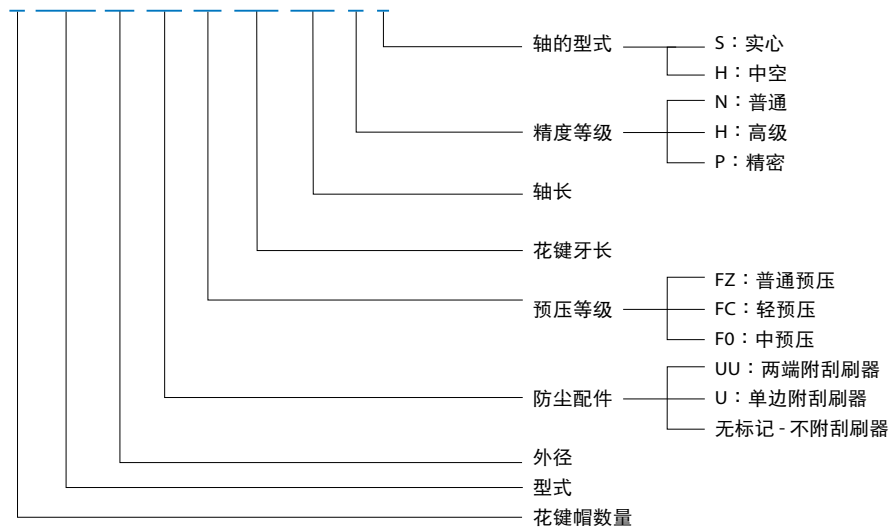 轴的型式
S：实心
H：中空
精度等级
N：普通
H：高级
P：精密
轴长
花键牙长
预压等级
FZ：普通预压
FC：轻预压
F0：中预压
防尘配件
UU：两端附刮刷器
U：单边附刮刷器
无标记 - 不附刮刷器
外径
型式
花键帽数量